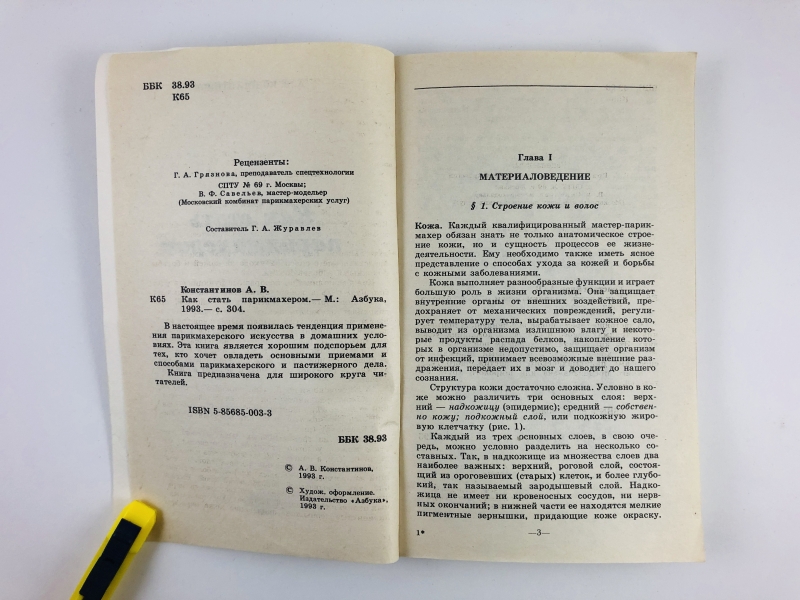 ББК 38.93
К65
Рецензенты:
Г. А. Грязнова, преподаватель спецтехнологии
СПТУ № 69 г. Москвы;
В. Ф. Савельев, мастер-модельер
(Московский комбинат парикмахерских услуг)
Составитель Г. А. Журавлев
Константинов А. В.
К65 Как стать парикмахером.— М.: Азбука,
1993.— с. 304.
В настоящее время появилась тенденция примене-
ния парикмахерского искусства в домашних усло-
виях. Эта книга является хорошим подспорьем для
тех, кто хочет овладеть основными приемами и
способами парикмахерского и пастижерного дела.
Книга предназначена для широкого круга чи-
тателей.
ISBN 5-85685-003-3
ББК 38.93
© А. В. Константинов,
1993 г.
© Худож. оформление.
Издательство «Азбука»,
1993 г.
Глава I
МАТЕРИАЛОВЕДЕНИЕ
§ 1. Строение кожи и волос
Кожа. Каждый квалифицированный мастер-парик-
махер обязан знать не только анатомическое строе-
ние кожи, но и сущность процессов ее жизне-
деятельности. Ему необходимо также иметь ясное
представление о способах ухода за кожей и борьбы
с кожными заболеваниями.
Кожа выполняет разнообразные функции и играет
большую роль в жизни организма. Она защищает
внутренние органы от внешних воздействий, пре-
дохраняет от механических повреждений, регули-
рует температуру тела, вырабатывает кожное сало,
выводит из организма излишнюю влагу и некото-
рые продукты распада белков, накопление кото-
рых в организме недопустимо, защищает организм
от инфекций, принимает всевозможные внешние раз-
дражения, передает их в мозг и доводит до нашего
сознания.
Структура кожи достаточно сложна. Условно в ко-
же можно различить три основных слоя: верх-
ний — надкожицу (эпидермис); средний — собствен-
но кожу; подкожный слой, или подкожную жиро-
вую клетчатку (рис. 1).
Каждый из трех основных слоев, в свою оче-
редь, можно условно разделить на несколько со-
ставных. Так, в надкожице из множества слоев два
наиболее важных: верхний, роговой слой, состоя-
щий из ороговевших (старых) клеток, и более глубо-
кий, так называемый зародышевый слой. Надко-
жица не имеет ни кровеносных сосудов, ни нерв-
ных окончаний; в нижней части ее находятся мелкие
пигментные зернышки, придающие коже окраску.
1*
—3—